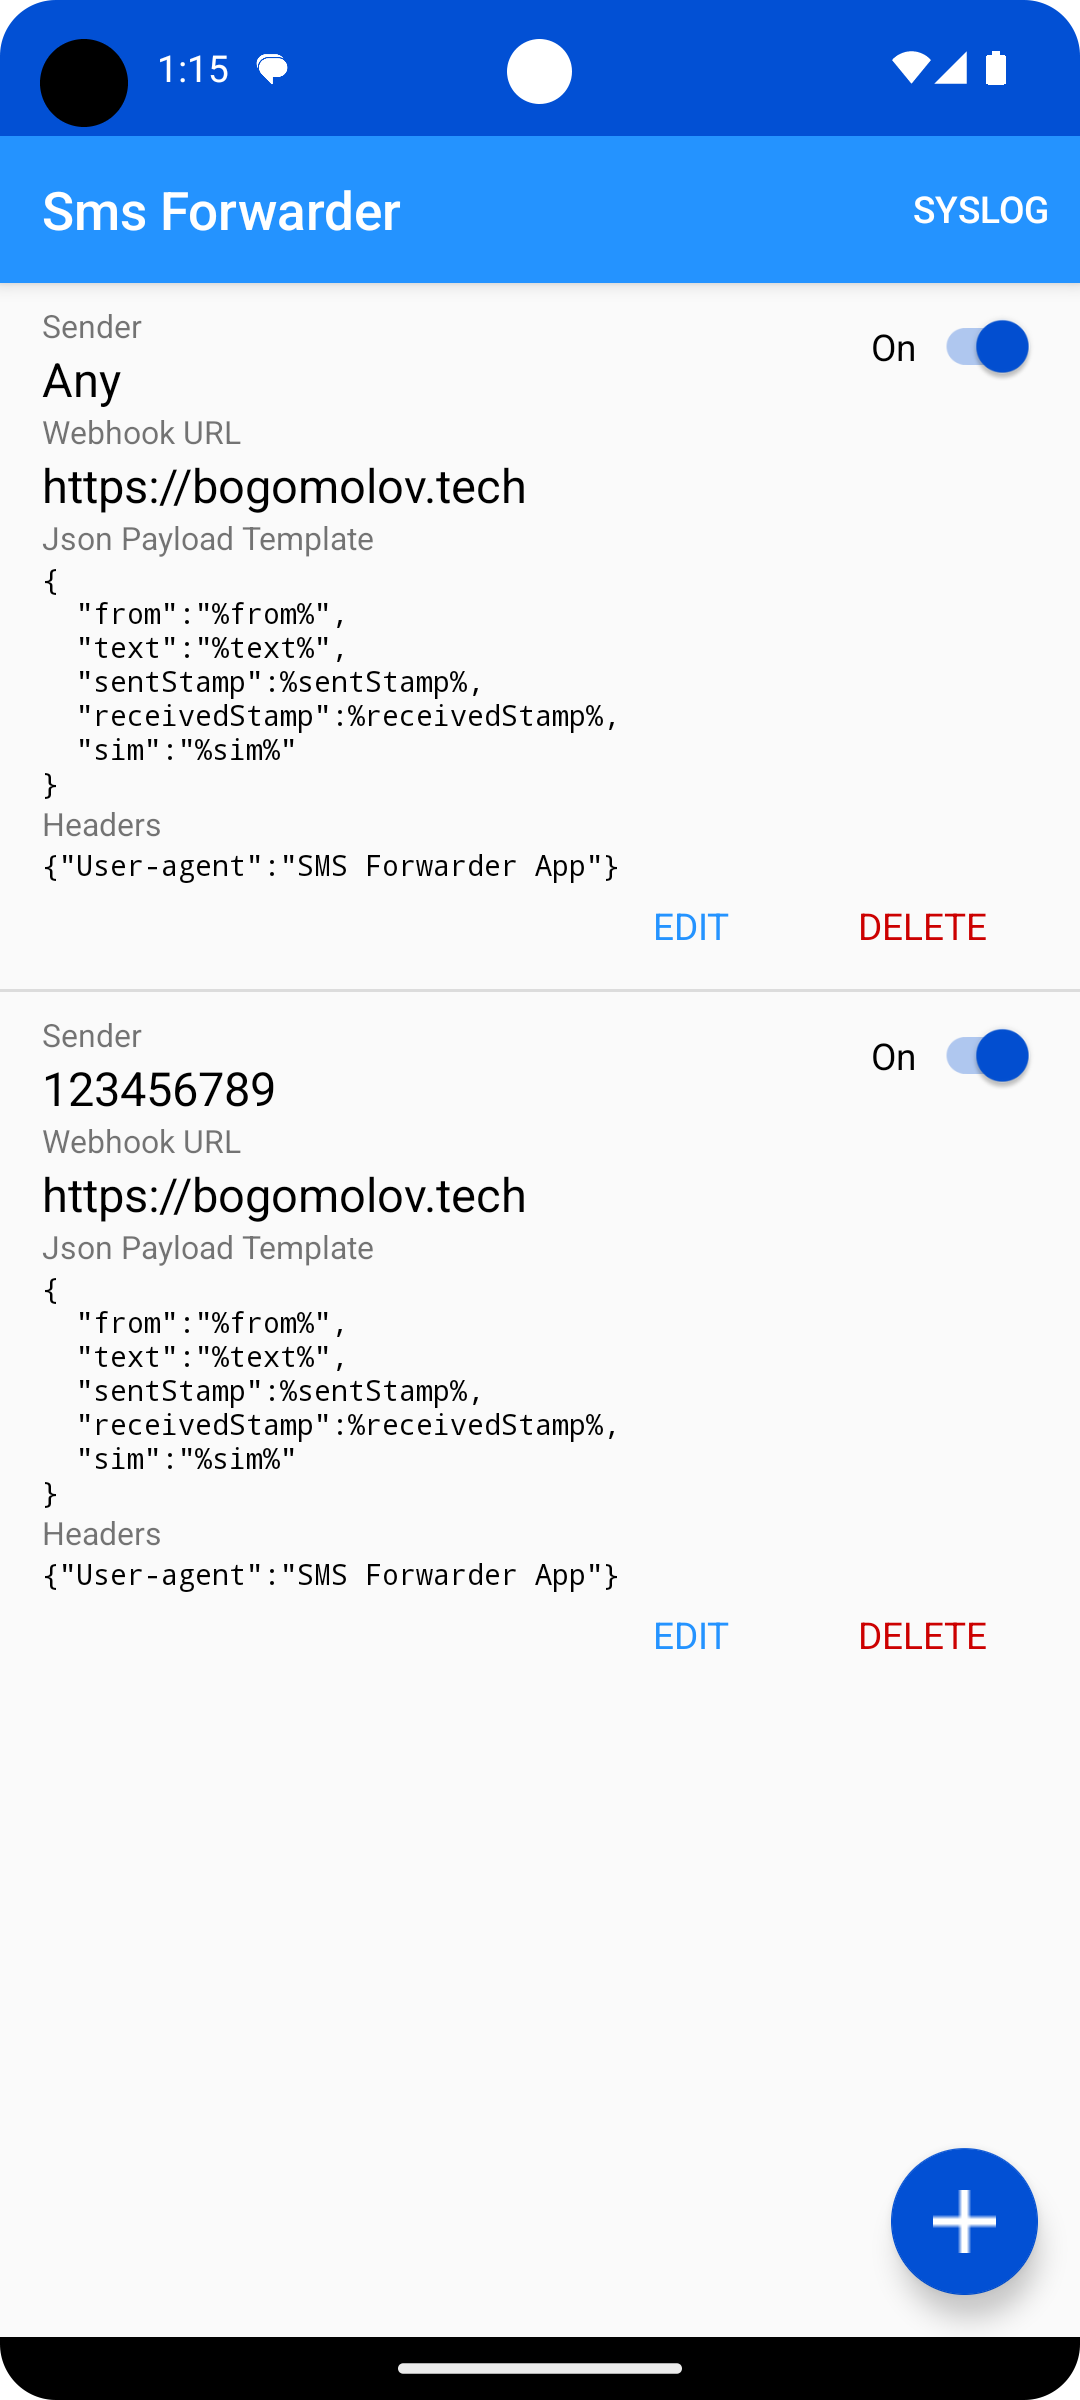 1:15
Sms Forwarder
SYSLOG
Sender
On
Any
Webhook URL
https://bogomolov.tech
Json Payload Template
{
  "from":"%from%",
  "text":"%text%",
  "sentStamp":%sentStamp%,
  "receivedStamp":%receivedStamp%,
  "sim":"%sim%"
}
Headers
{"User-agent":"SMS Forwarder App"}
EDIT
DELETE
Sender
On
123456789
Webhook URL
https://bogomolov.tech
Json Payload Template
{
  "from":"%from%",
  "text":"%text%",
  "sentStamp":%sentStamp%,
  "receivedStamp":%receivedStamp%,
  "sim":"%sim%"
}
Headers
{"User-agent":"SMS Forwarder App"}
EDIT
DELETE